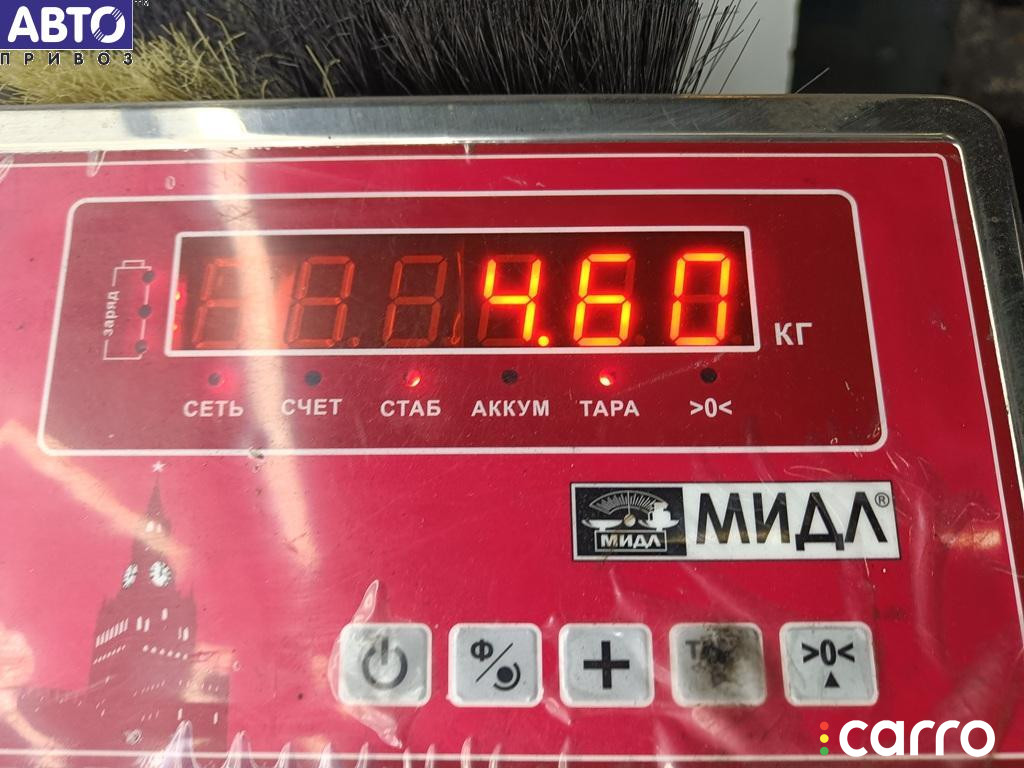 АВТО
ПРИВОЗ
заряд
4.60
КГ
СЕТЬ СЧЕТ СТАБ АККУМ ТАРА >0<
МИДЛ МИДЛ®
Ф
>0<
carro